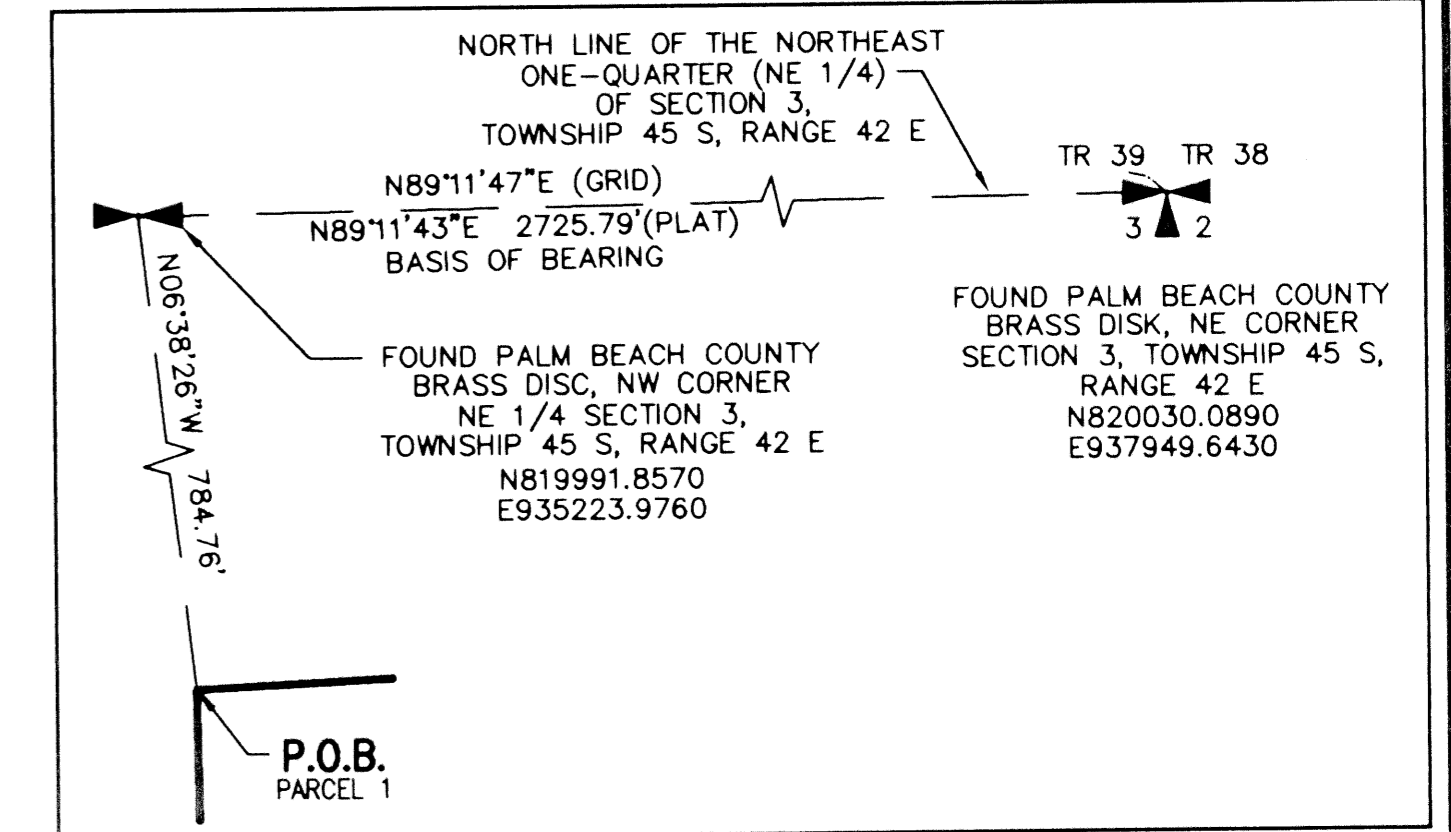 NORTH LINE OF THE NORTHEAST
ONE-QUARTER (NE 1/4)
OF SECTION 3,
TOWNSHIP 45 S, RANGE 42 E
TR 39 TR 38
N89°11'47"E (GRID)
N89°11'43"E 2725.79'(PLAT)
BASIS OF BEARING
3 2
N06°38'26"W 784.76'
FOUND PALM BEACH COUNTY
BRASS DISC, NW CORNER
NE 1/4 SECTION 3,
TOWNSHIP 45 S, RANGE 42 E
N819991.8570
E935223.9760
FOUND PALM BEACH COUNTY
BRASS DISK, NE CORNER
SECTION 3, TOWNSHIP 45 S,
RANGE 42 E
N820030.0890
E937949.6430
P.O.B.
PARCEL 1